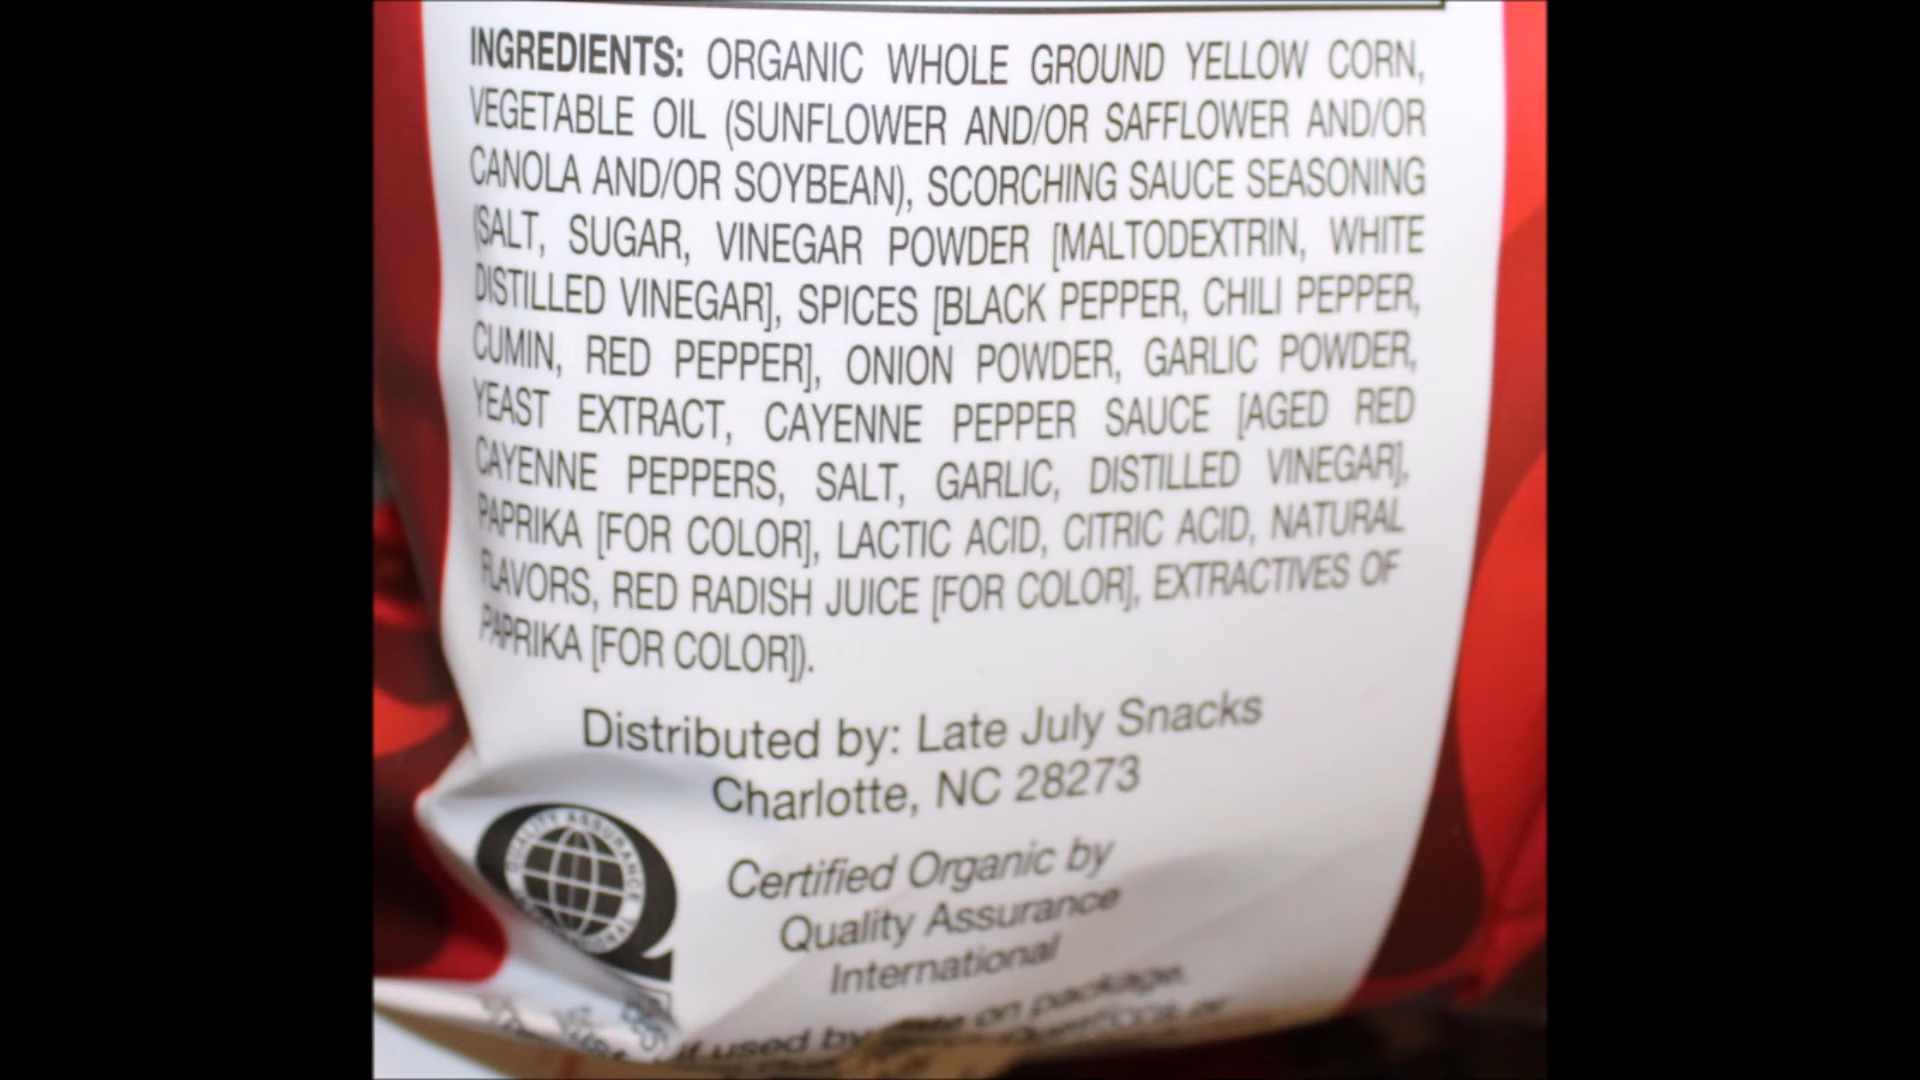 INGREDIENTS: ORGANIC WHOLE GROUND YELLOW CORN,
VEGETABLE OIL (SUNFLOWER AND/OR SAFFLOWER AND/OR
CANOLA AND/OR SOYBEAN), SCORCHING SAUCE SEASONING
(SALT, SUGAR, VINEGAR POWDER [MALTODEXTRIN, WHITE
DISTILLED VINEGAR], SPICES [BLACK PEPPER, CHILI PEPPER,
CUMIN, RED PEPPER], ONION POWDER, GARLIC POWDER,
YEAST EXTRACT, CAYENNE PEPPER SAUCE [AGED RED
CAYENNE PEPPERS, SALT, GARLIC, DISTILLED VINEGAR],
PAPRIKA [FOR COLOR], LACTIC ACID, CITRIC ACID, NATURAL
FLAVORS, RED RADISH JUICE [FOR COLOR], EXTRACTIVES OF
PAPRIKA [FOR COLOR]).
Distributed by: Late July Snacks
Charlotte, NC 28273
QUALITY ASSURANCE
Certified Organic by
Quality Assurance
International
if used by date on package.